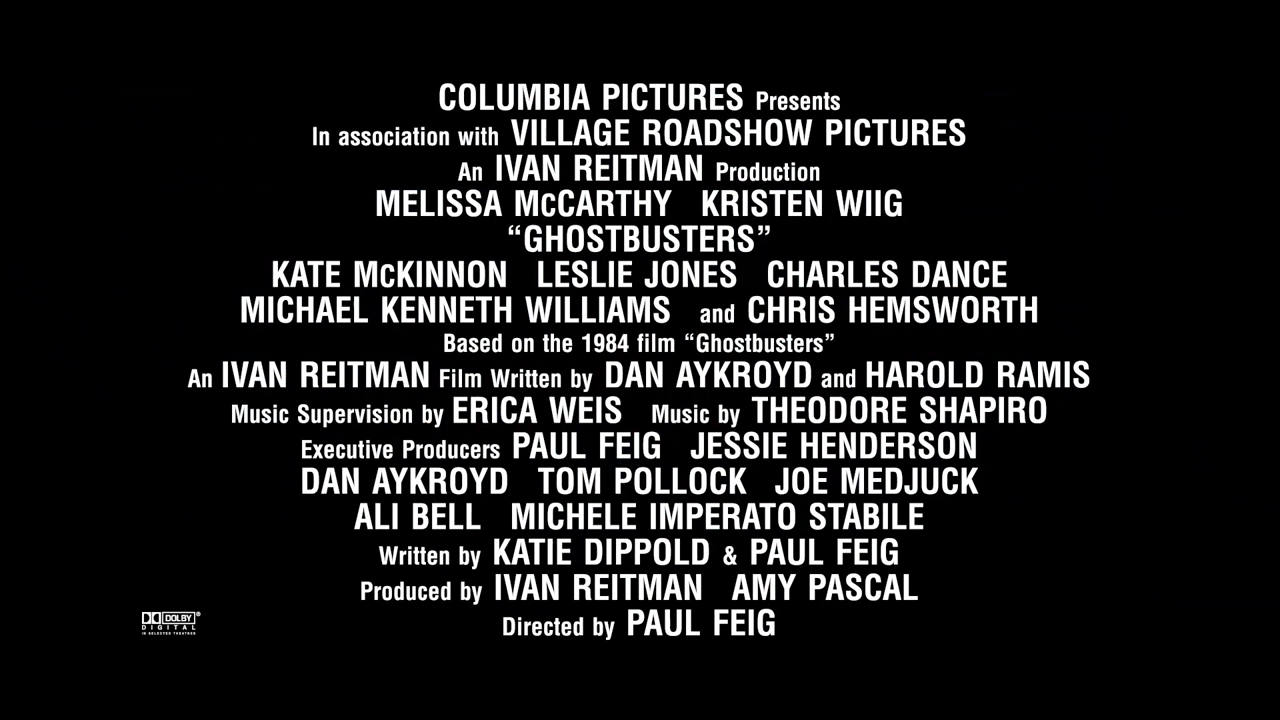 COLUMBIA PICTURES Presents
In association with VILLAGE ROADSHOW PICTURES
An IVAN REITMAN Production
MELISSA McCARTHY KRISTEN WIIG
“GHOSTBUSTERS”
KATE McKINNON LESLIE JONES CHARLES DANCE
MICHAEL KENNETH WILLIAMS and CHRIS HEMSWORTH
Based on the 1984 film “Ghostbusters”
An IVAN REITMAN Film Written by DAN AYKROYD and HAROLD RAMIS
Music Supervision by ERICA WEIS Music by THEODORE SHAPIRO
Executive Producers PAUL FEIG JESSIE HENDERSON
DAN AYKROYD TOM POLLOCK JOE MEDJUCK
ALI BELL MICHELE IMPERATO STABILE
Written by KATIE DIPPOLD & PAUL FEIG
Produced by IVAN REITMAN AMY PASCAL
Directed by PAUL FEIG
DOLBY®
DIGITAL
IN SELECTED THEATRES